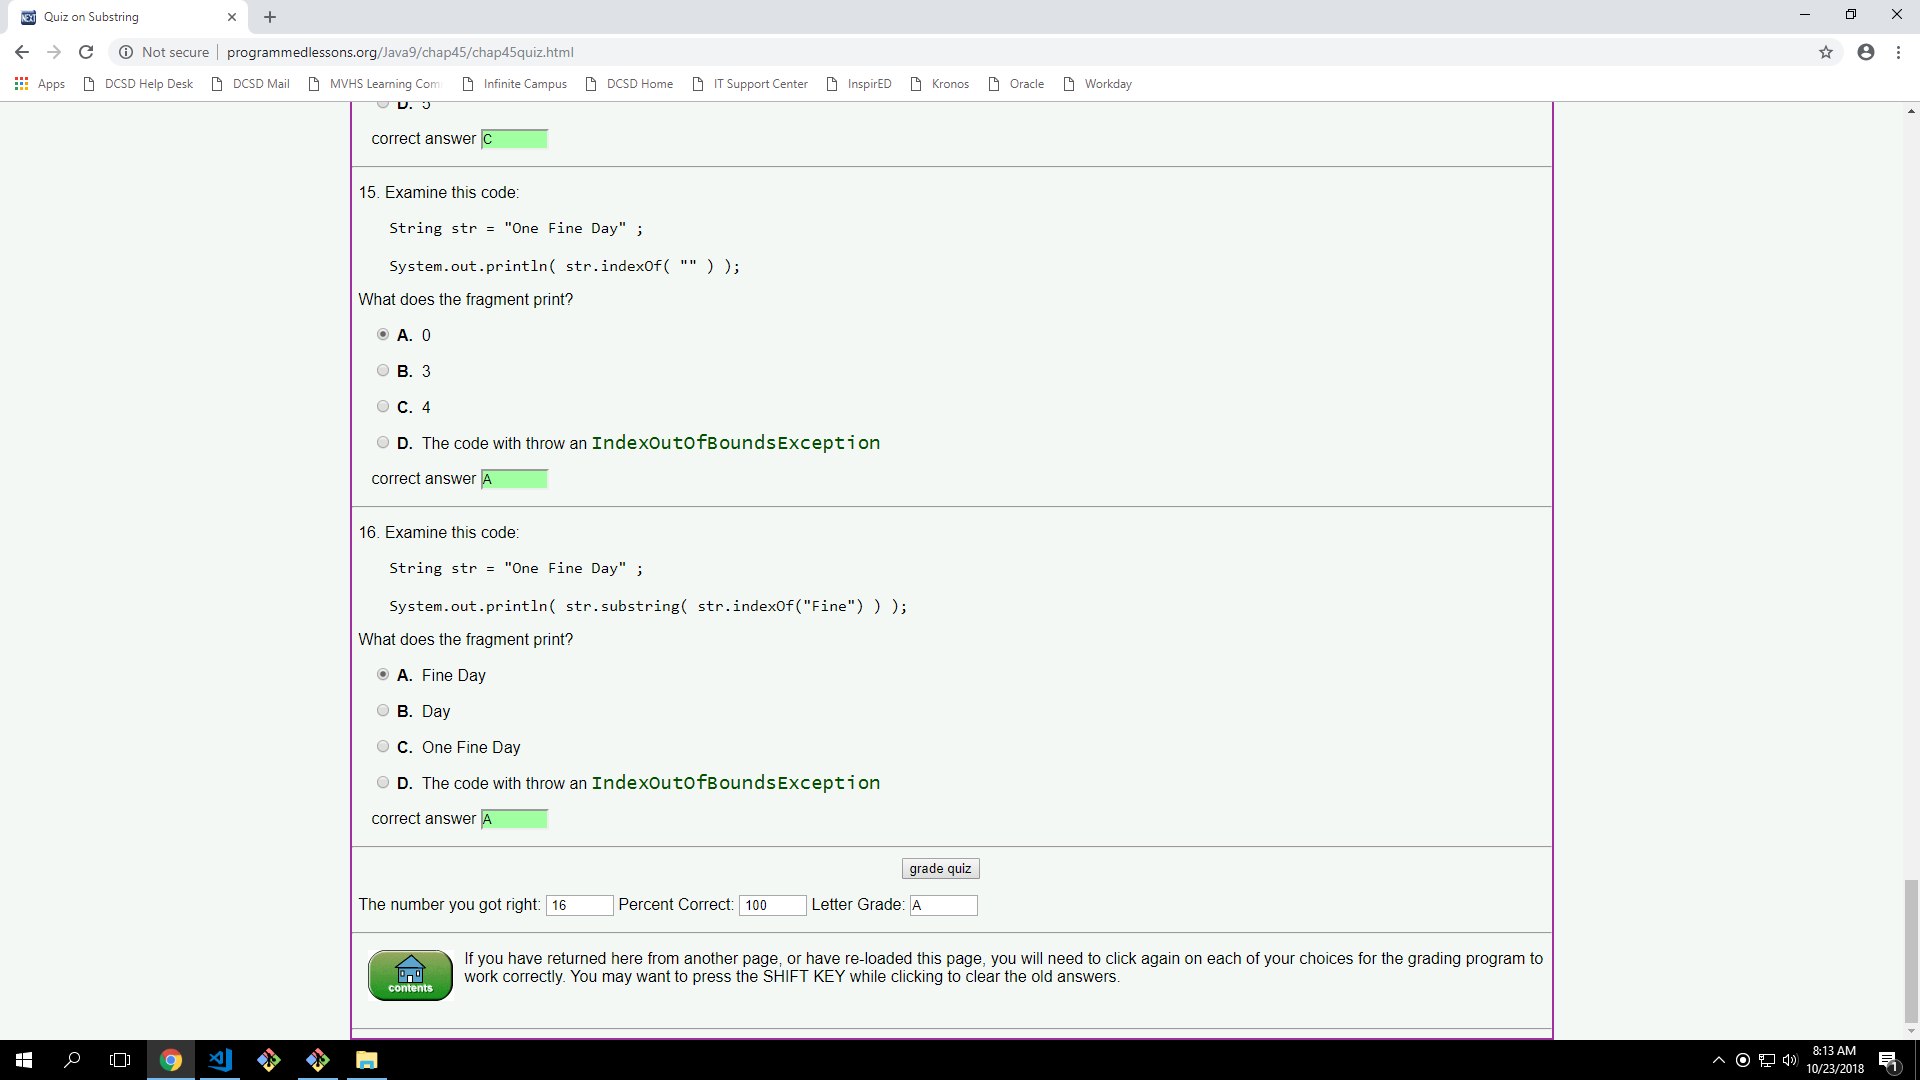 Quiz on Substring
Not secure programmedlessons.org/Java9/chap45/chap45quiz.html
Apps DCSD Help Desk DCSD Mail MVHS Learning Com Infinite Campus DCSD Home IT Support Center InspirED Kronos Oracle Workday
D. 5
correct answer C
15. Examine this code:
String str = "One Fine Day" ;
System.out.println( str.indexOf( "" ) );
What does the fragment print?
A. 0
B. 3
C. 4
D. The code with throw an IndexOutOfBoundsException
correct answer A
16. Examine this code:
String str = "One Fine Day" ;
System.out.println( str.substring( str.indexOf("Fine") ) );
What does the fragment print?
A. Fine Day
B. Day
C. One Fine Day
D. The code with throw an IndexOutOfBoundsException
correct answer A
grade quiz
The number you got right: 16 Percent Correct: 100 Letter Grade: A
If you have returned here from another page, or have re-loaded this page, you will need to click again on each of your choices for the grading program to
work correctly. You may want to press the SHIFT KEY while clicking to clear the old answers.
contents
8:13 AM
10/23/2018
1